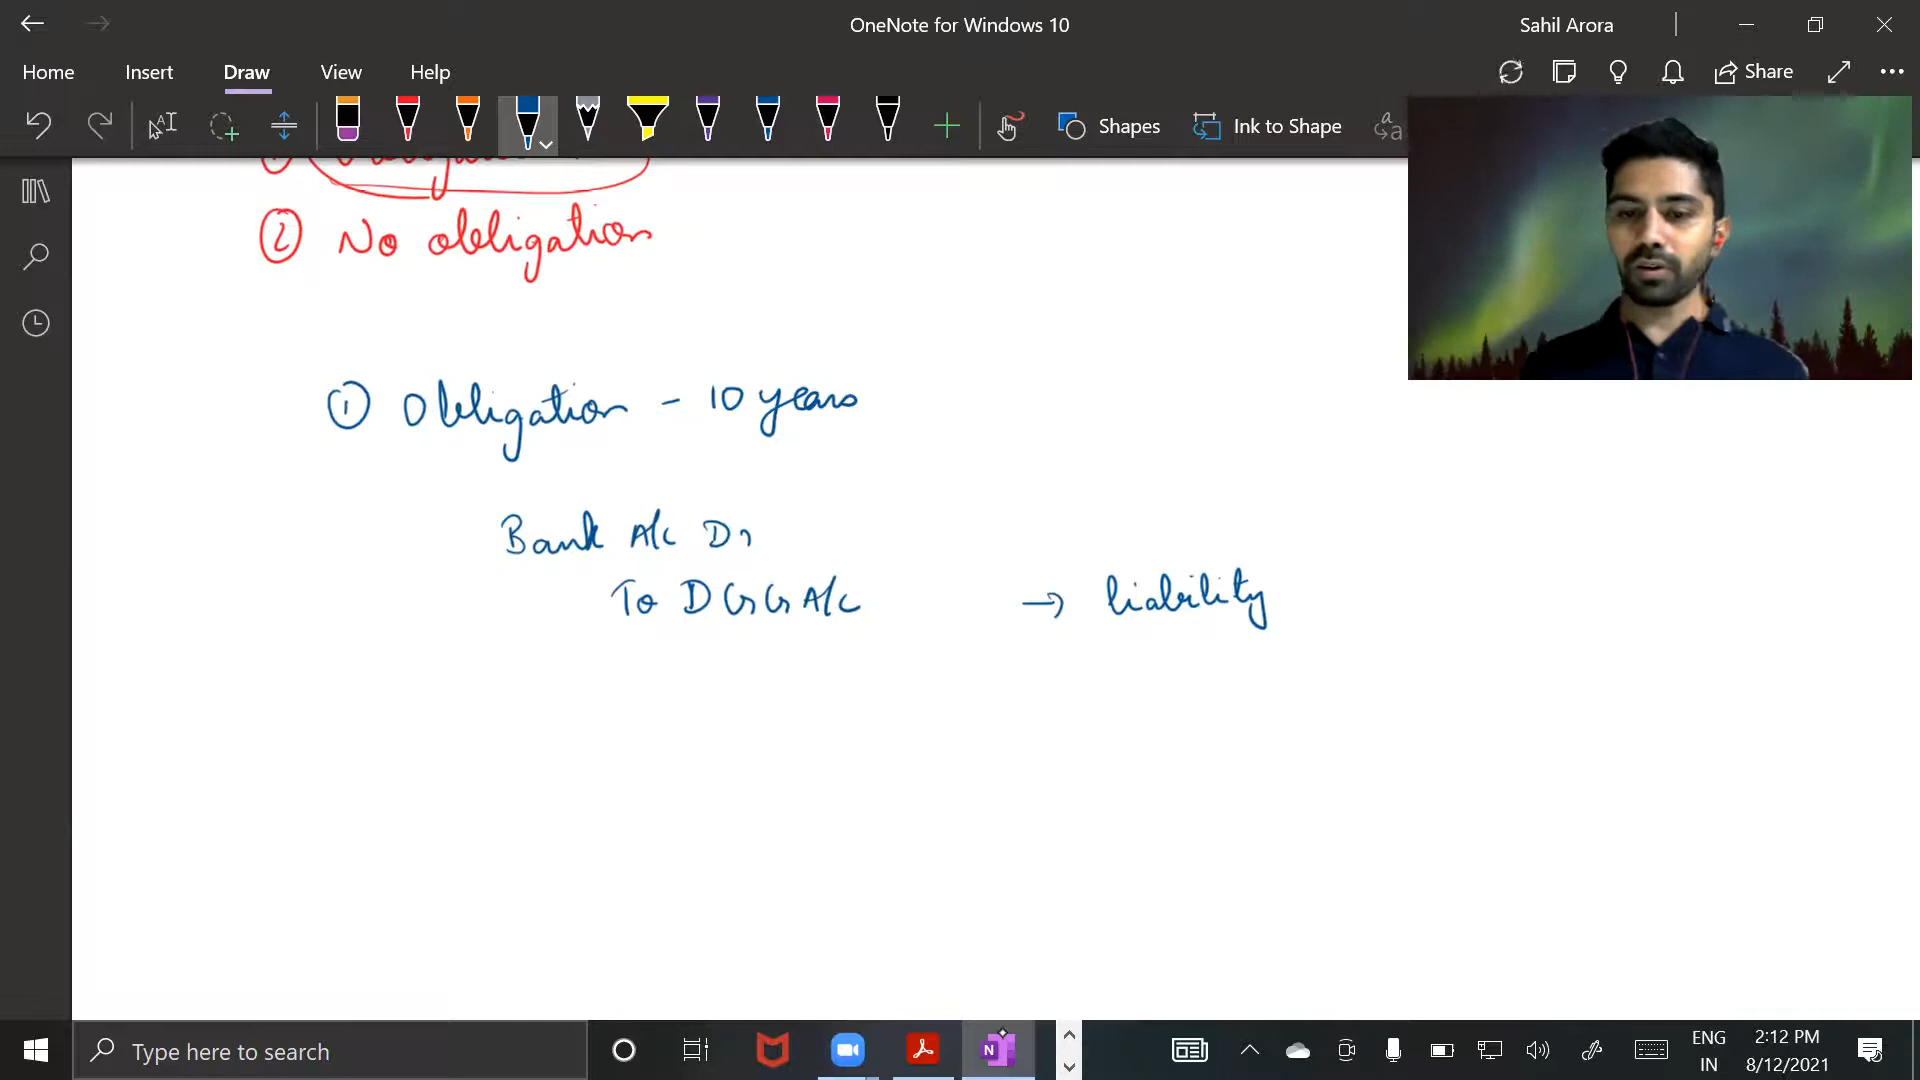 OneNote for Windows 10
Sahil Arora
Home Insert Draw View Help
Share
Shapes Ink to Shape
② No obligation
① Obligation - 10 years
Bank A/c Dr
To DGG A/c → liability
Type here to search
ENG
IN
2:12 PM
8/12/2021